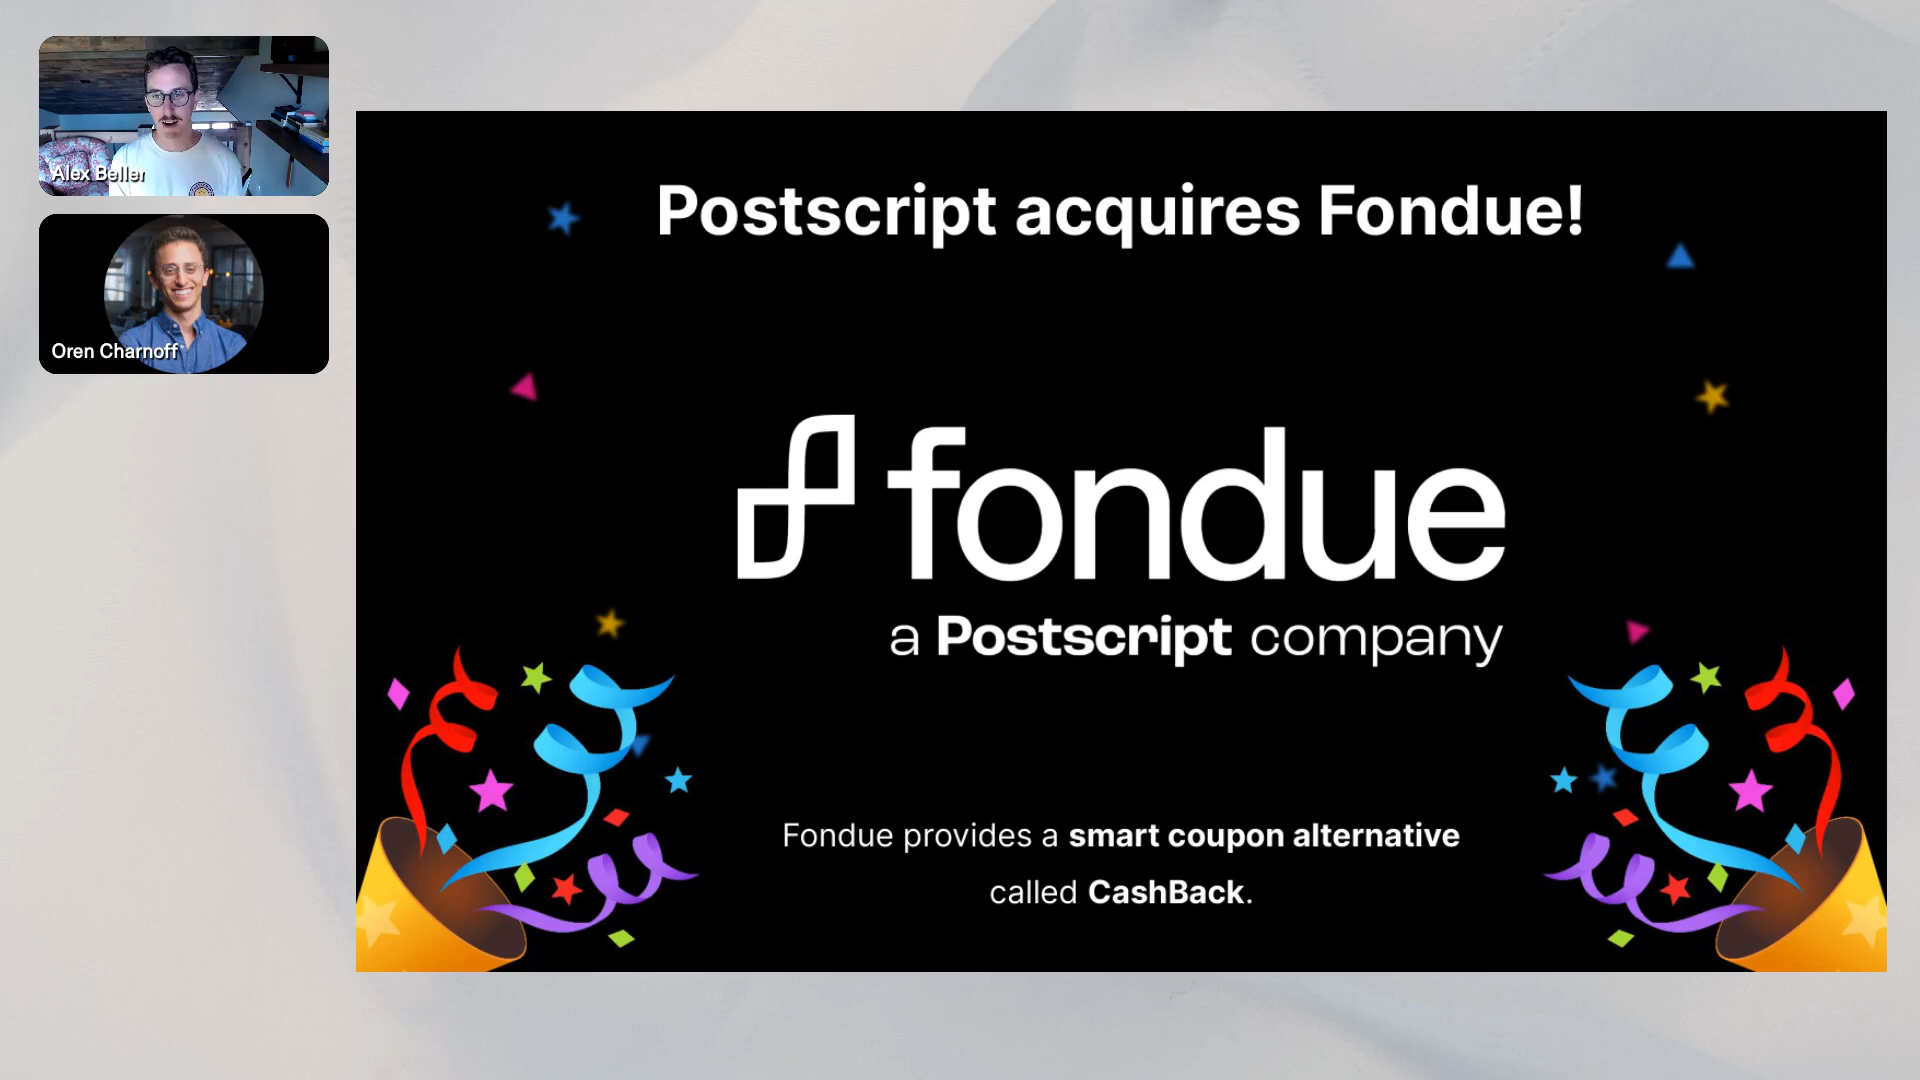 Alex Beller
Oren Charnoff
Postscript acquires Fondue!
fondue
a Postscript company
Fondue provides a smart coupon alternative
called CashBack.